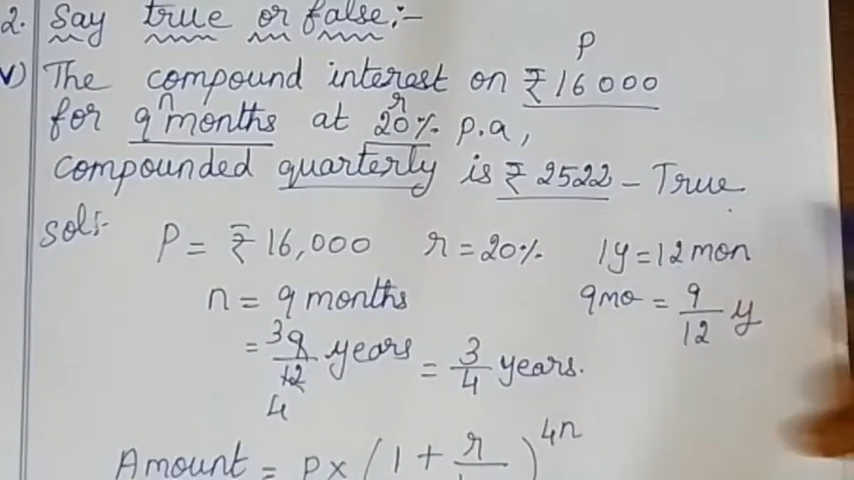 2. Say true or false:-
P
v) The compound interest on ₹16000
n r
for 9 months at 20% p.a,
compounded quarterly is ₹2522 - True
Sol:- P = ₹16,000 r = 20% 1y = 12 mon
n = 9 months 9mo = 9/12 y
= 9/12 years = 3/4 years.
3
4
Amount = P x (1 + r/ )^4n